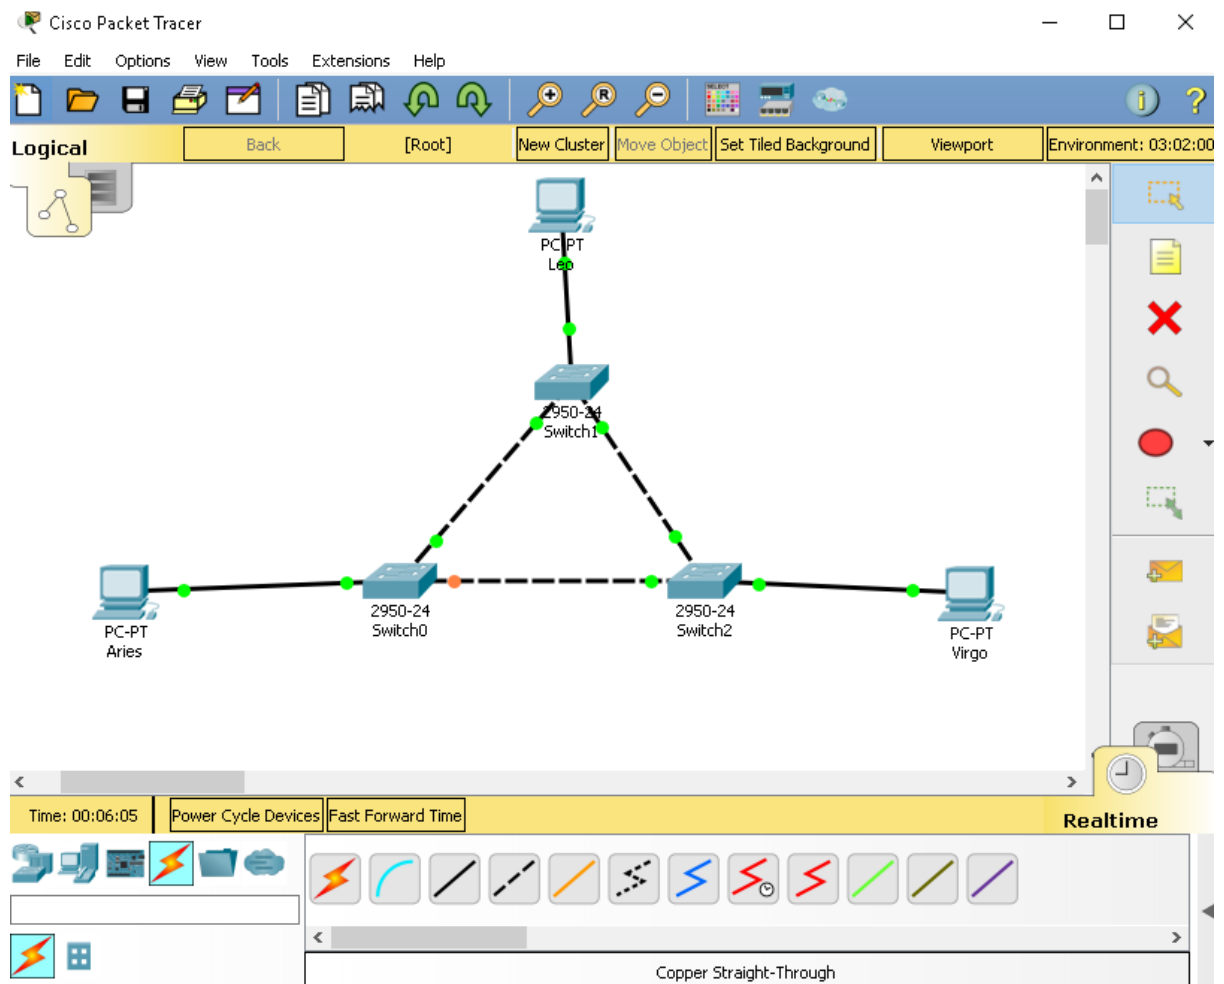 Cisco Packet Tracer
File Edit Options View Tools Extensions Help
SELECT
Logical Back [Root] New Cluster Move Object Set Tiled Background Viewport Environment: 03:02:00
PC-PT
Leo
2950-24
Switch1
2950-24
Switch0
2950-24
Switch2
PC-PT
Aries
PC-PT
Virgo
Time: 00:06:05 Power Cycle Devices Fast Forward Time Realtime
Copper Straight-Through